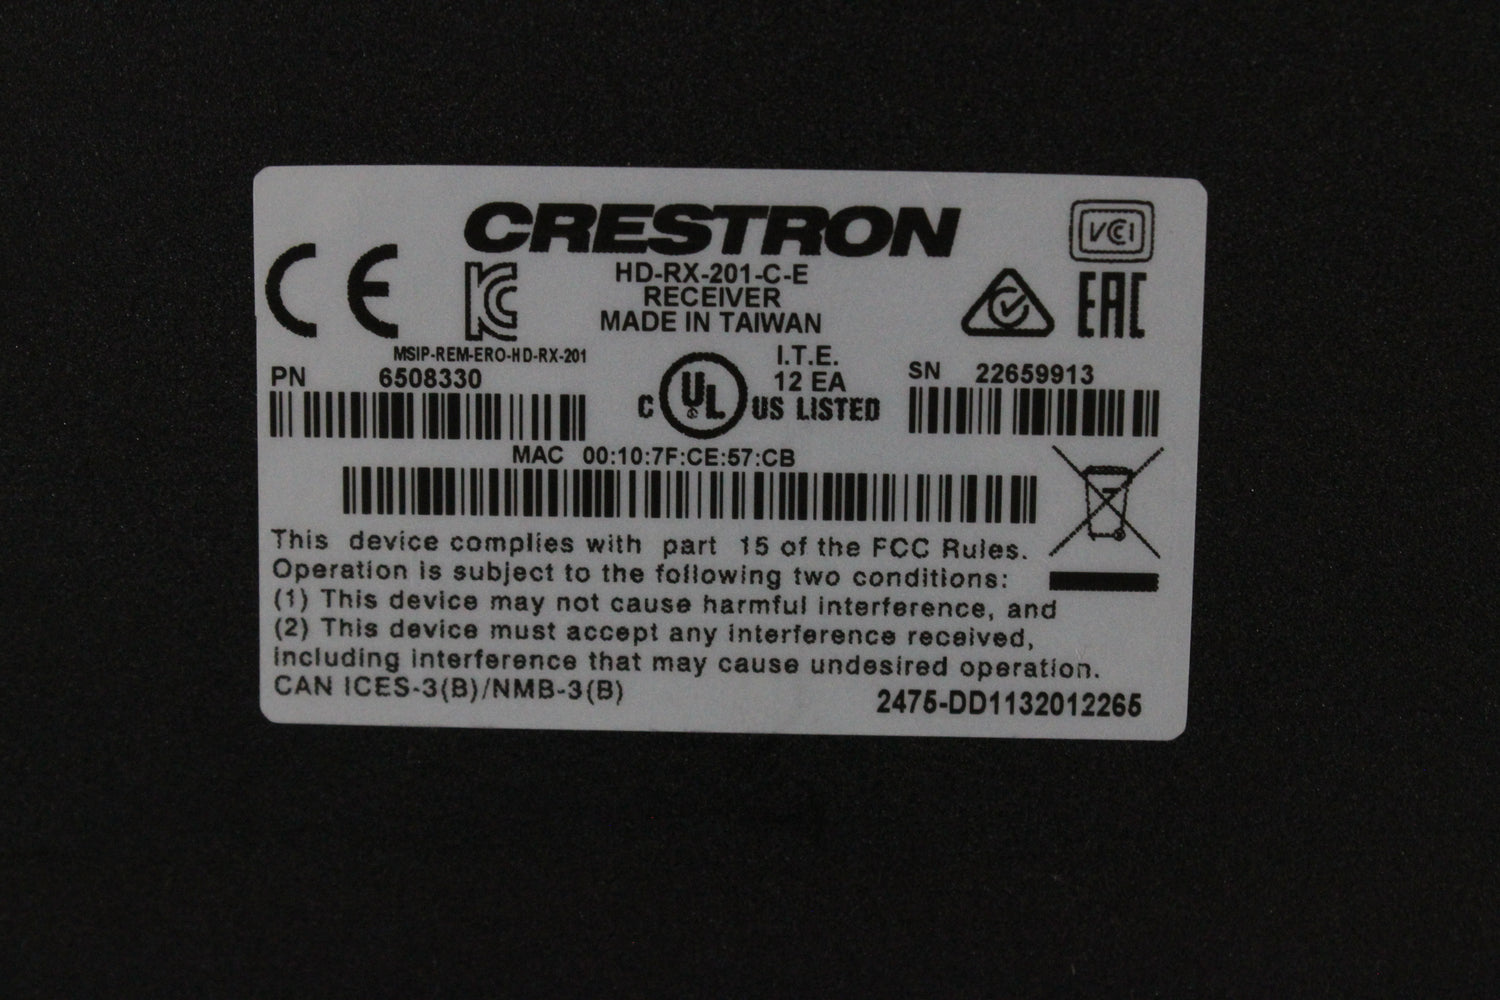 CRESTRON
HD-RX-201-C-E
RECEIVER
MADE IN TAIWAN
CE
KC
MSIP-REM-ERO-HD-RX-201
VCCI
EAC
PN 6508330
C UL US LISTED
I.T.E.
12 EA
SN 22659913
MAC 00:10:7F:CE:57:CB
This device complies with part 15 of the FCC Rules.
Operation is subject to the following two conditions:
(1) This device may not cause harmful interference, and
(2) This device must accept any interference received,
including interference that may cause undesired operation.
CAN ICES-3(B)/NMB-3(B)
2475-DD1132012265